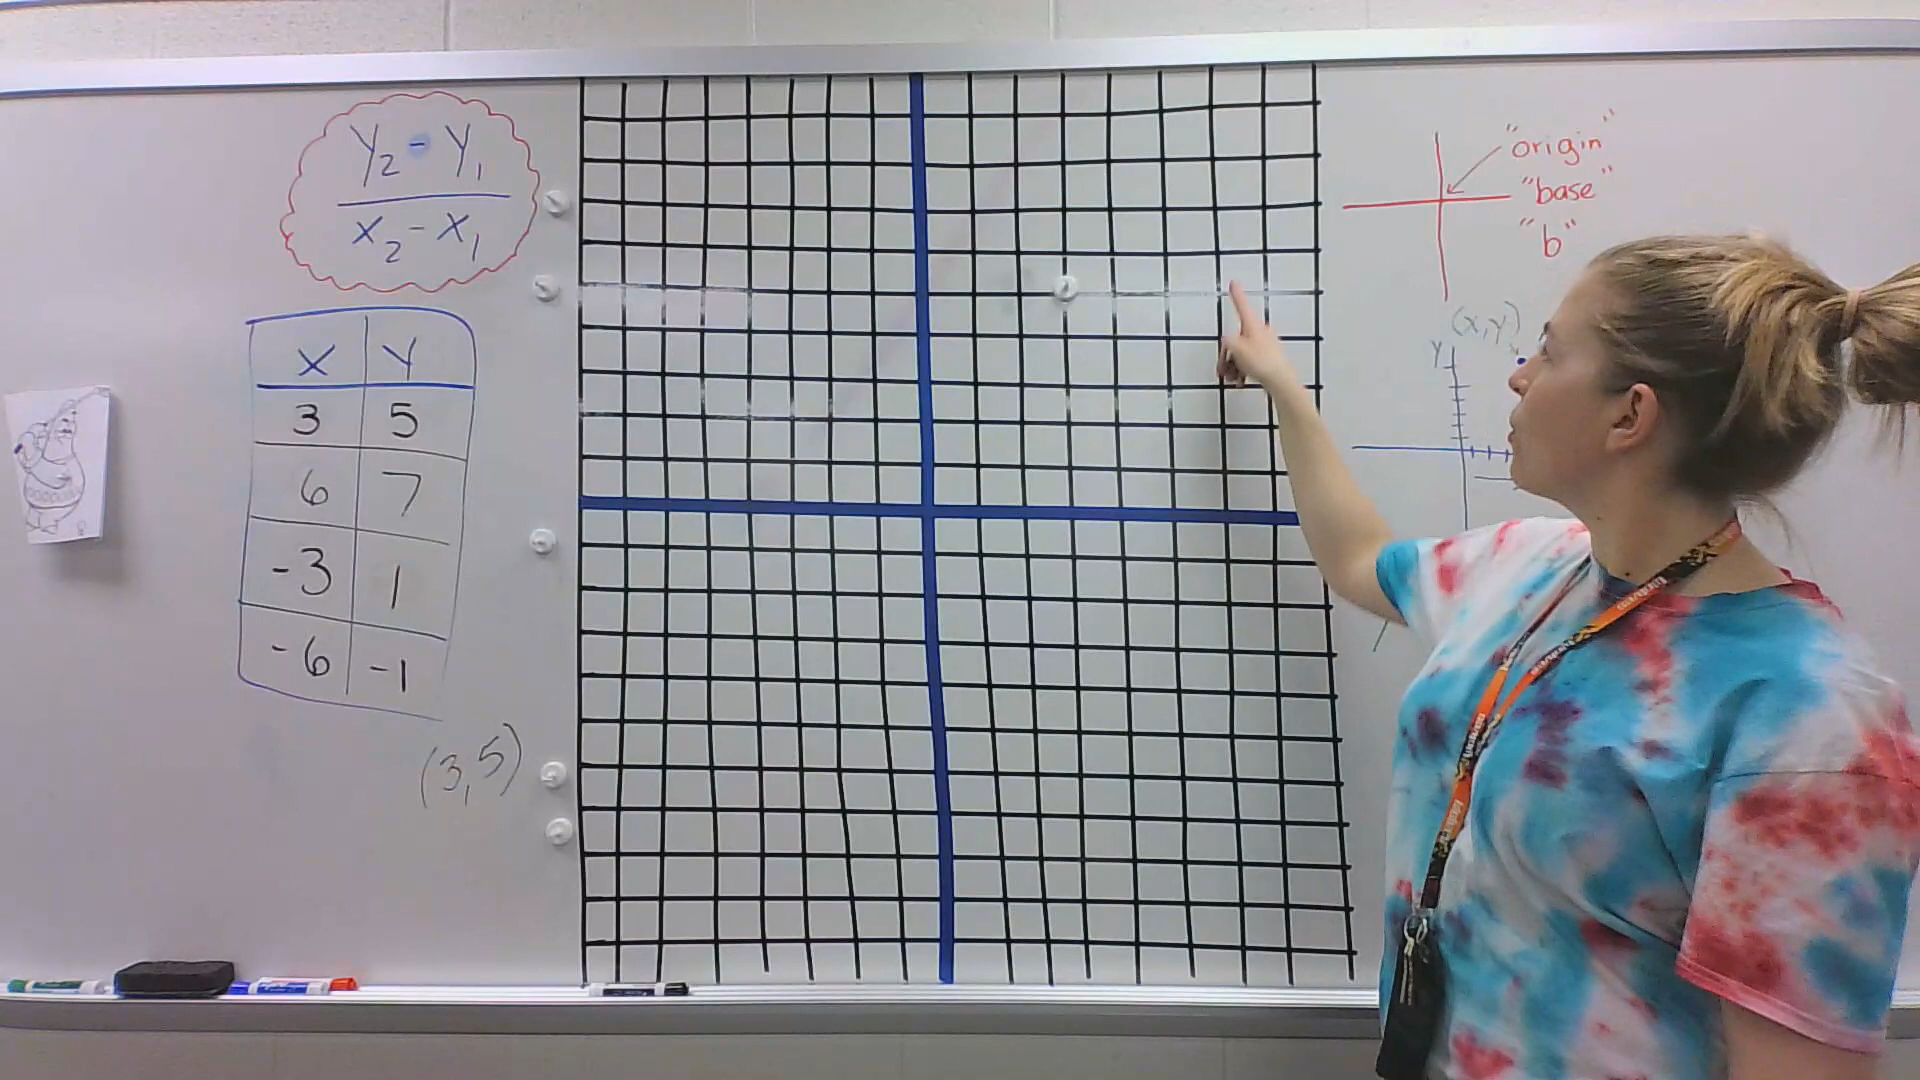 Y₂ - Y₁
X₂ - X₁
X Y
3 5
6 7
-3 1
-6 -1
(3,5)
"origin"
"base"
"b"
(x,y)
Y